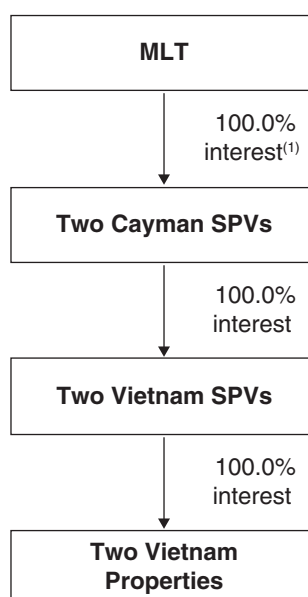 MLT
100.0%
interest(1)
Two Cayman SPVs
100.0%
interest
Two Vietnam SPVs
100.0%
interest
Two Vietnam
Properties